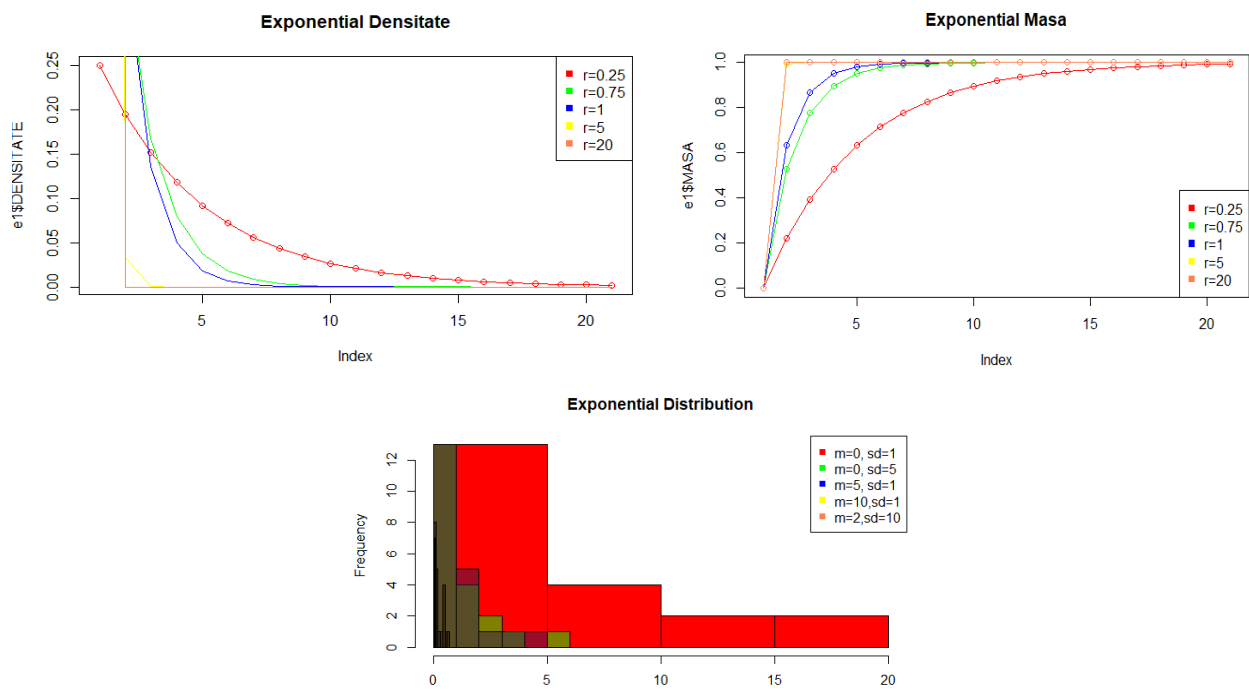 Exponential Densitate
e1$DENSITATE
0.00 0.05 0.10 0.15 0.20 0.25
r=0.25
r=0.75
r=1
r=5
r=20
5 10 15 20
Index
Exponential Masa
e1$MASA
0.0 0.2 0.4 0.6 0.8 1.0
r=0.25
r=0.75
r=1
r=5
r=20
5 10 15 20
Index
Exponential Distribution
Frequency
0 2 4 6 8 10 12
m=0, sd=1
m=0, sd=5
m=5, sd=1
m=10,sd=1
m=2,sd=10
0 5 10 15 20